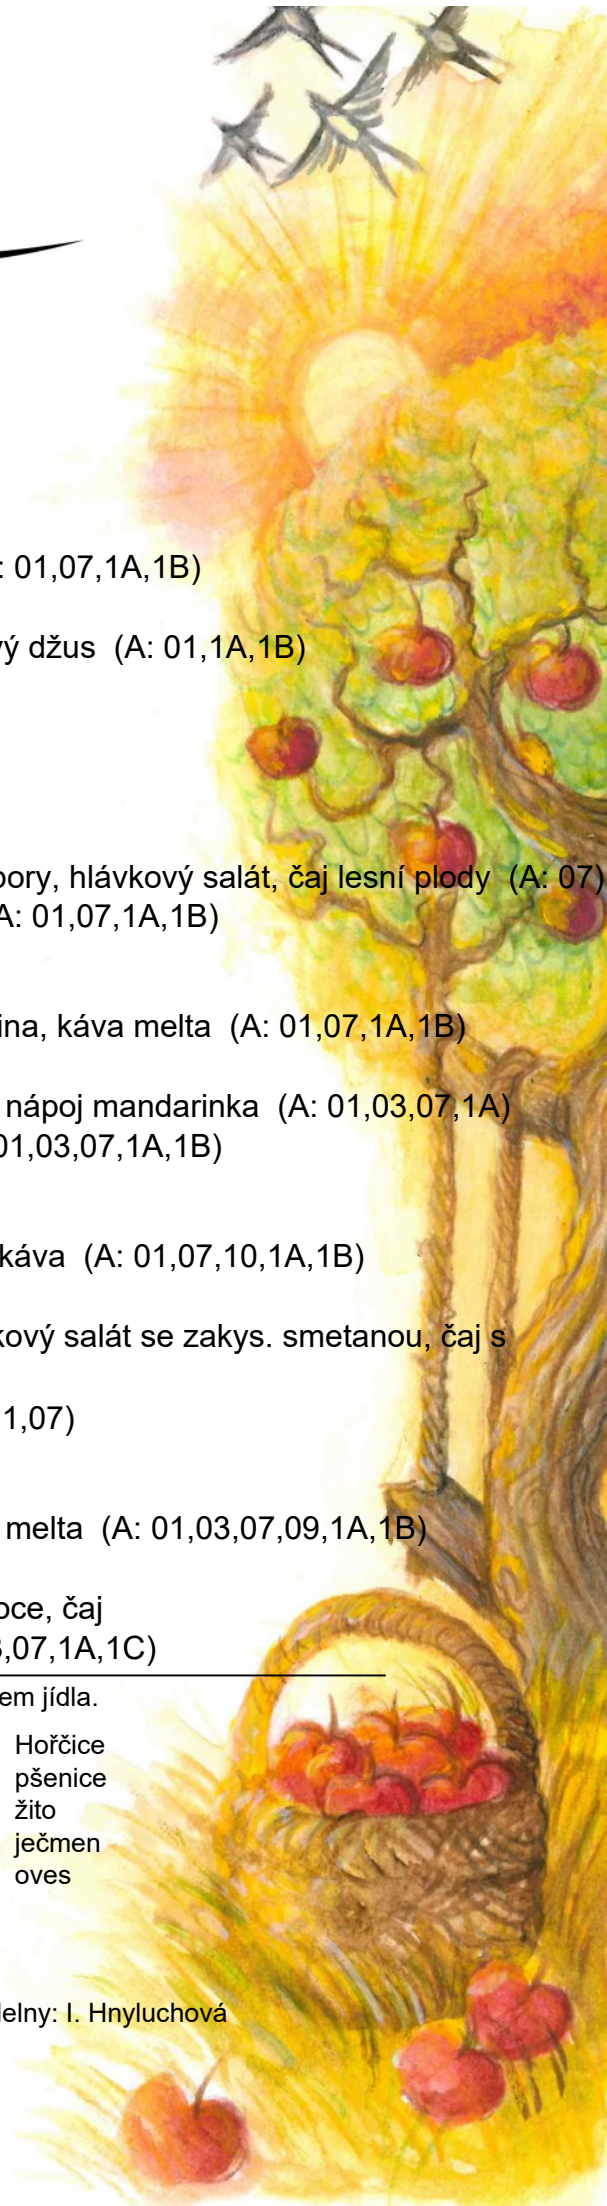 : 01,07,1A,1B)
vý džus (A: 01,1A,1B)
pory, hlávkový salát, čaj lesní plody (A: 07)
A: 01,07,1A,1B)
ina, káva melta (A: 01,07,1A,1B)
nápoj mandarinka (A: 01,03,07,1A)
01,03,07,1A,1B)
káva (A: 01,07,10,1A,1B)
kový salát se zakys. smetanou, čaj s
1,07)
melta (A: 01,03,07,09,1A,1B)
oce, čaj
3,07,1A,1C)
em jídla.
Hořčice
pšenice
žito
ječmen
oves
delny: I. Hnyluchová